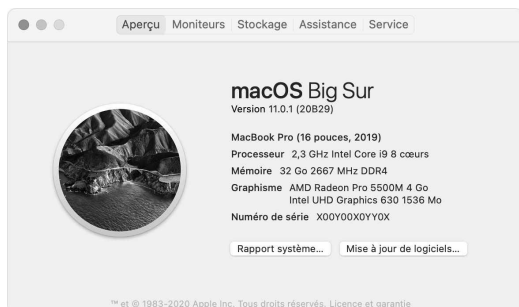 Aperçu Moniteurs Stockage Assistance Service
macOS Big Sur
Version 11.0.1 (20B29)
MacBook Pro (16 pouces, 2019)
Processeur 2,3 GHz Intel Core i9 8 cœurs
Mémoire 32 Go 2667 MHz DDR4
Graphisme AMD Radeon Pro 5500M 4 Go
Intel UHD Graphics 630 1536 Mo
Numéro de série X00Y00X0YY0X
Rapport système... Mise à jour de logiciels...
™ et © 1983-2020 Apple Inc. Tous droits réservés. Licence et garantie